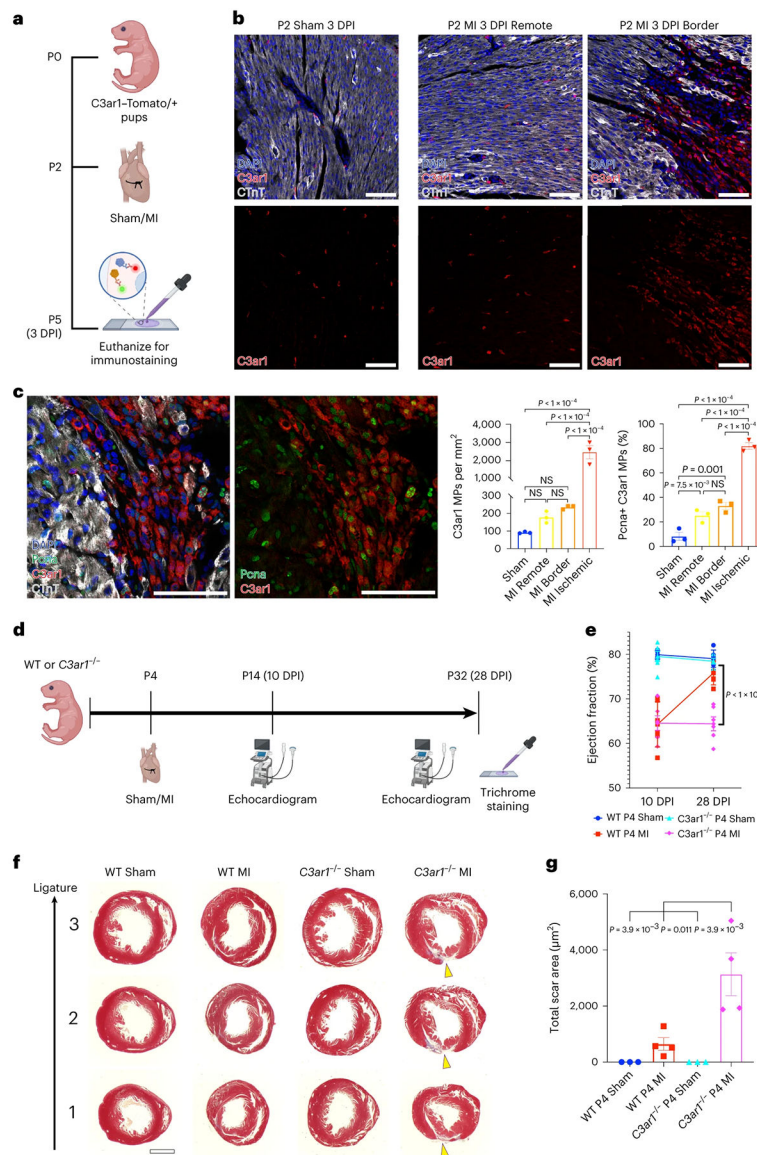 a
P0
C3ar1–Tomato/+
pups
P2
Sham/MI
P5
(3 DPI)
Euthanize for
immunostaining
b
P2 Sham 3 DPI
P2 MI 3 DPI Remote
P2 MI 3 DPI Border
DAPI
C3ar1
CTnT
DAPI
C3ar1
CTnT
DAPI
C3ar1
CTnT
C3ar1
C3ar1
C3ar1
c
DAPI
Pcna
C3ar1
CTnT
Pcna
C3ar1
C3ar1 MPs per mm²
P < 1 × 10⁻⁴
P < 1 × 10⁻⁴
P < 1 × 10⁻⁴
4,000
3,000
2,000
1,000
300
200
100
0
NS
NS
NS
Sham
MI Remote
MI Border
MI Ischemic
Pcna+ C3ar1 MPs (%)
P < 1 × 10⁻⁴
P < 1 × 10⁻⁴
P < 1 × 10⁻⁴
100
80
60
40
20
0
P = 0.001
P = 7.5 × 10⁻³
NS
Sham
MI Remote
MI Border
MI Ischemic
d
WT or C3ar1⁻/⁻
P4
P14 (10 DPI)
P32 (28 DPI)
Sham/MI
Echocardiogram
Echocardiogram
Trichrome
staining
e
Ejection fraction (%)
80
70
60
50
P < 1 × 10
10 DPI
28 DPI
WT P4 Sham
C3ar1⁻/⁻ P4 Sham
WT P4 MI
C3ar1⁻/⁻ P4 MI
f
Ligature
WT Sham
WT MI
C3ar1⁻/⁻ Sham
C3ar1⁻/⁻ MI
3
2
1
g
Total scar area (μm²)
6,000
4,000
2,000
0
P = 3.9 × 10⁻³
P = 0.011
P = 3.9 × 10⁻³
WT P4 Sham
WT P4 MI
C3ar1⁻/⁻ P4 Sham
C3ar1⁻/⁻ P4 MI